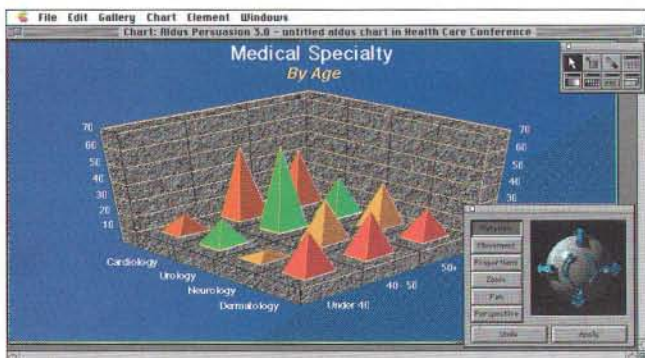 File Edit Gallery Chart Element Windows
Chart: Aldus Persuasion 3.0 – untitled aldus chart in Health Care Conference
Medical Specialty
By Age
70
60
50
40
30
20
10
70
60
50
40
30
Cardiology
Urology
Neurology
Dermatology
Under 40
40 - 50
50+
Movement
Proportions
Zoom
Pan
Perspective
Undo
Apply